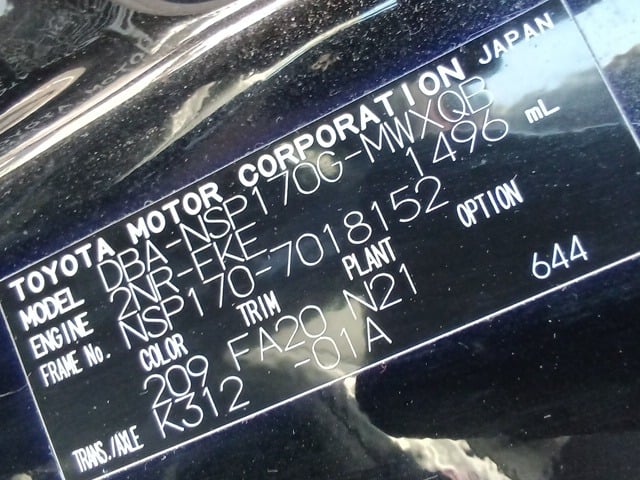 TOYOTA MOTOR CORPORATION JAPAN
MODEL DBA-NSP170G-MWXQB
ENGINE 2NR-FKE 1496 mL
FRAME No. NSP170-7018152
COLOR TRIM PLANT OPTION
209 FA20 N21 644
TRANS./AXLE K312 -01A